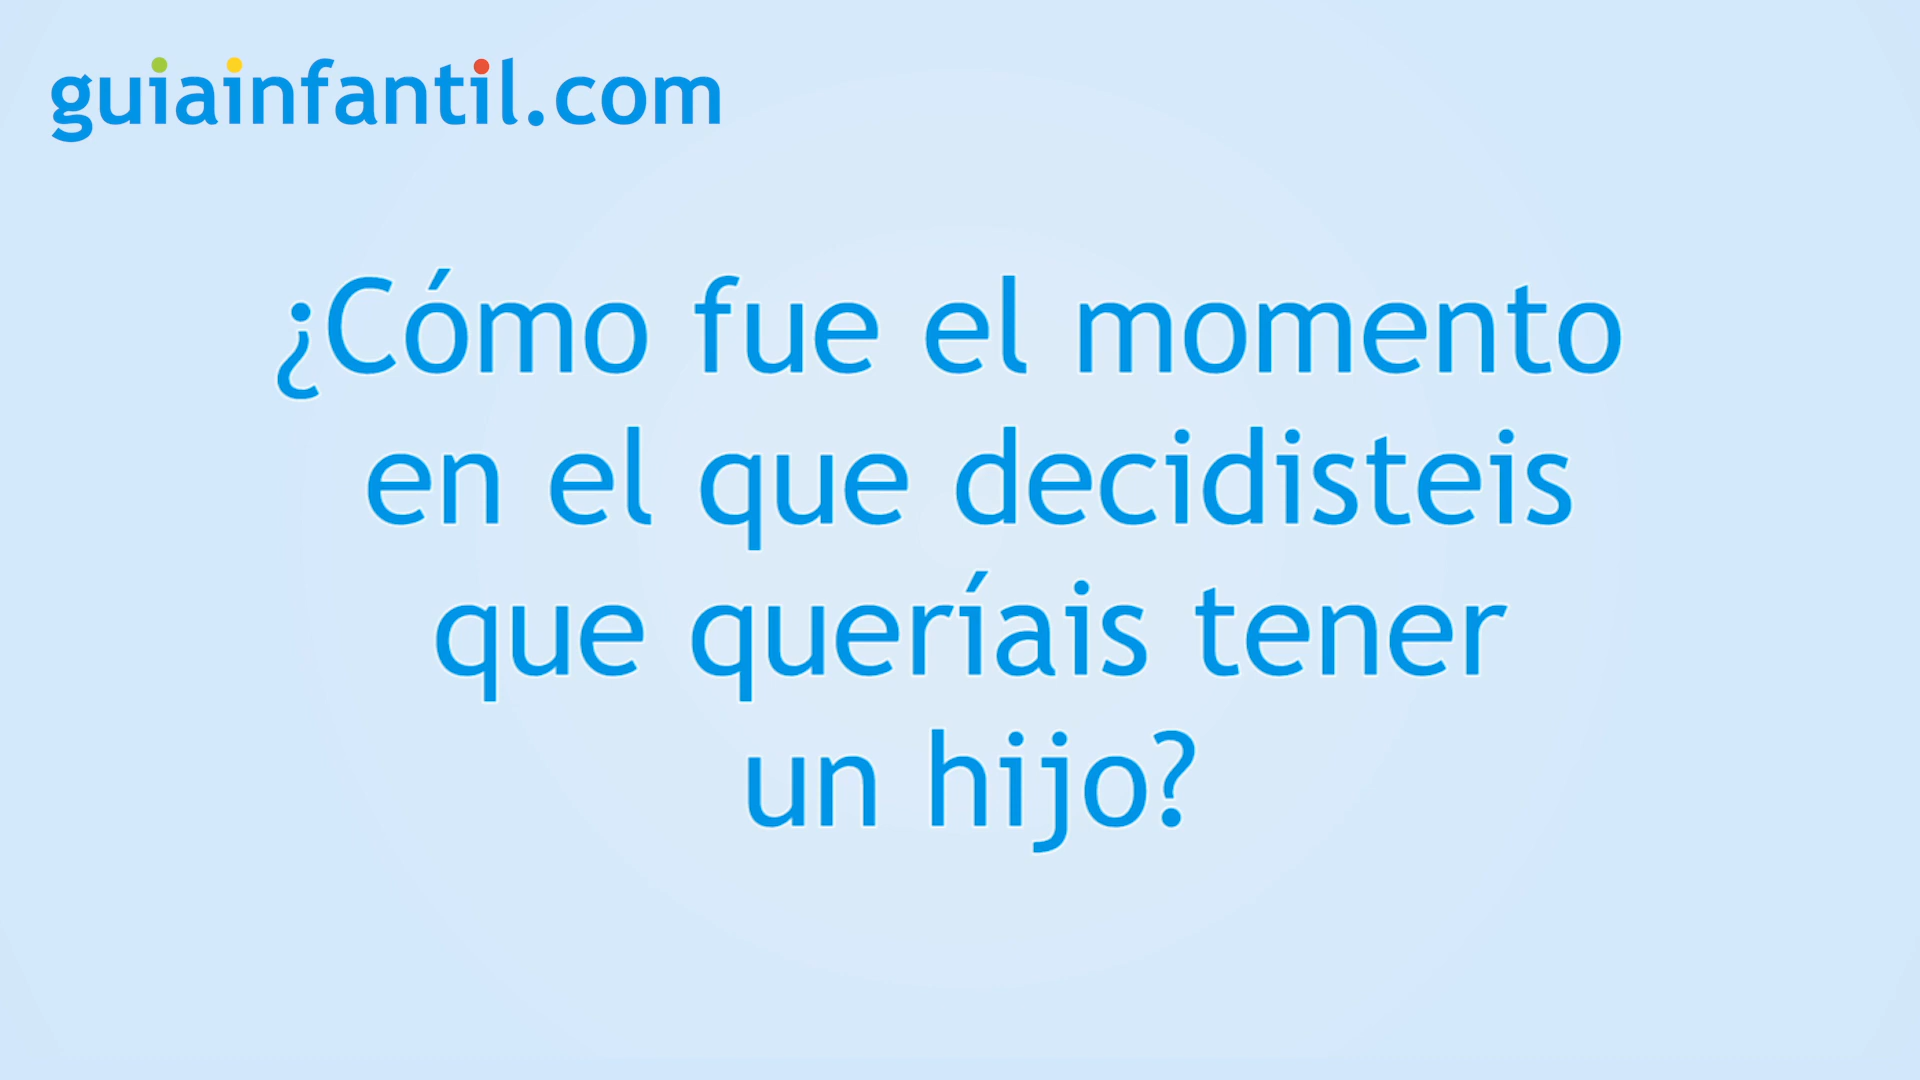 guiainfantil.com
¿Cómo fue el momento
en el que decidisteis
que queríais tener
un hijo?